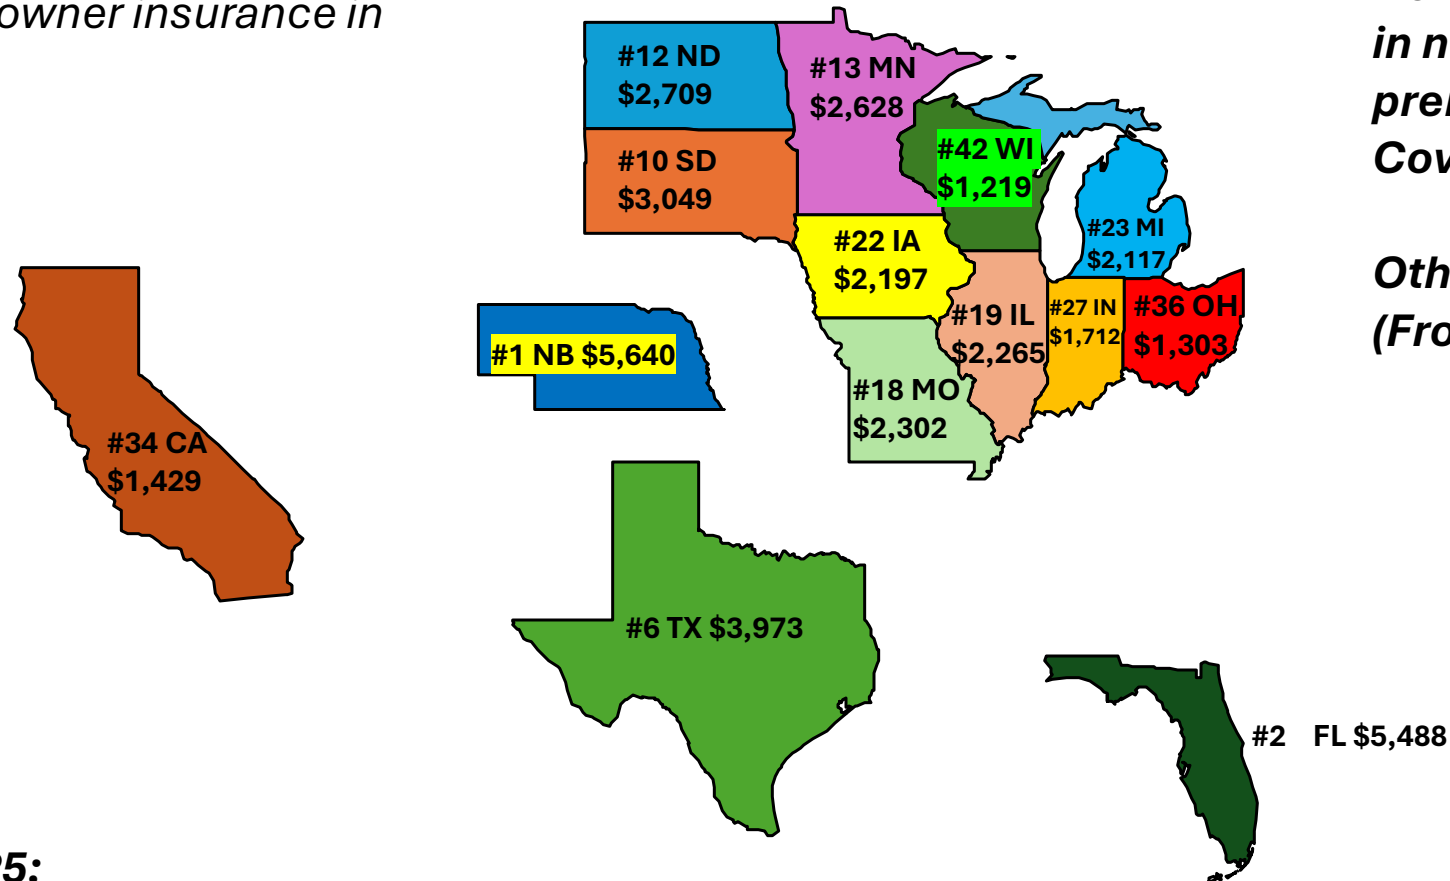 owner insurance in
#12 ND
$2,709
#13 MN
$2,628
#10 SD
$3,049
#42 WI
$1,219
#22 IA
$2,197
#23 MI
$2,117
#19 IL
$2,265
#27 IN
$1,712
#36 OH
$1,303
#1 NB $5,640
#18 MO
$2,302
#34 CA
$1,429
#6 TX $3,973
#2 FL $5,488
in n
prel
Cov
Oth
(Fro
25: